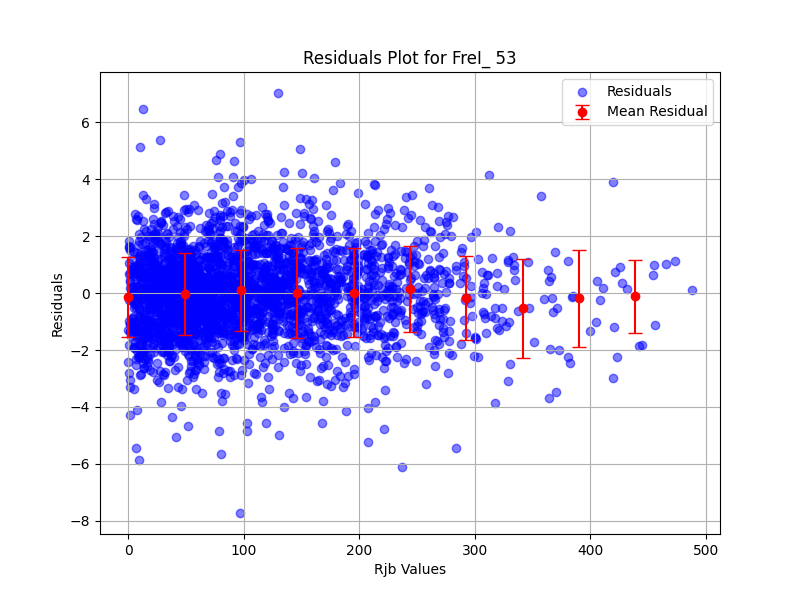 Residuals Plot for FreI_ 53
Residuals
Mean Residual
Residuals
6
4
2
0
−2
−4
−6
−8
0
100
200
300
400
500
Rjb Values